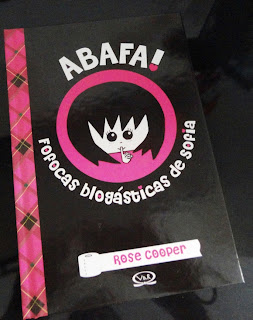 ABAFA!
FOFOCAS blogásticas de sofia
ROSE COOPER
V&R